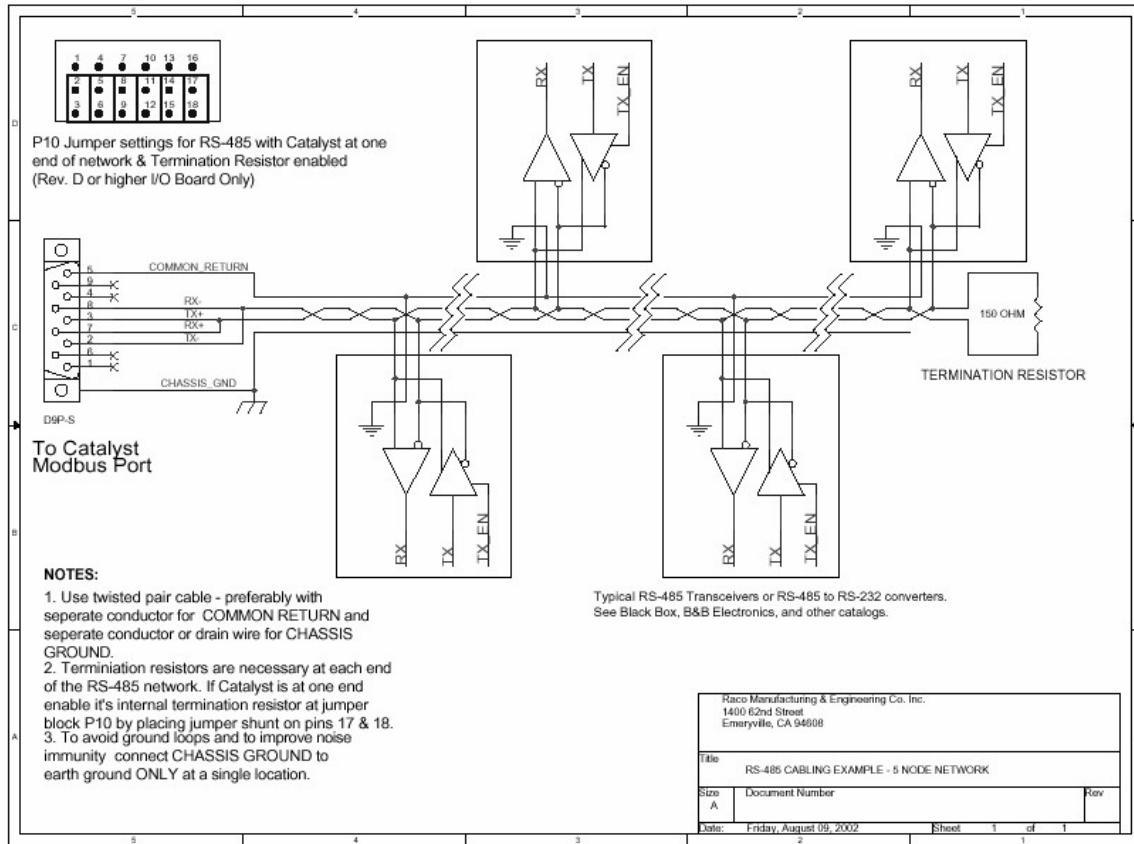 5 3 2 1
1 4 7 10 13 16
2 5 8 11 14 17
3 6 9 12 15 18
P10 Jumper settings for RS-485 with Catalyst at one
end of network & Termination Resistor enabled
(Rev. D or higher I/O Board Only)
RX TX TX_EN
RX TX TX_EN
D
5 COMMON_RETURN
9
4
8 RX-
3 TX+
7 RX+
2 TX-
6
1
CHASSIS_GND
D9P-S
To Catalyst
Modbus Port
C
150 OHM
TERMINATION RESISTOR
RX TX TX_EN
RX TX TX_EN
B
Typical RS-485 Transceivers or RS-485 to RS-232 converters.
See Black Box, B&B Electronics, and other catalogs.
NOTES:
1. Use twisted pair cable - preferably with
seperate conductor for COMMON RETURN and
seperate conductor or drain wire for CHASSIS
GROUND.
2. Terminiation resistors are necessary at each end
of the RS-485 network. If Catalyst is at one end
enable it's internal termination resistor at jumper
block P10 by placing jumper shunt on pins 17 & 18.
3. To avoid ground loops and to improve noise
immunity connect CHASSIS GROUND to
earth ground ONLY at a single location.
A
Raco Manufacturing & Engineering Co. Inc.
1400 62nd Street
Emeryville, CA 94608
Title
RS-485 CABLING EXAMPLE - 5 NODE NETWORK
Size Document Number Rev
A
Date: Friday, August 09, 2002 Sheet 1 of 1
5 4 3 2 1